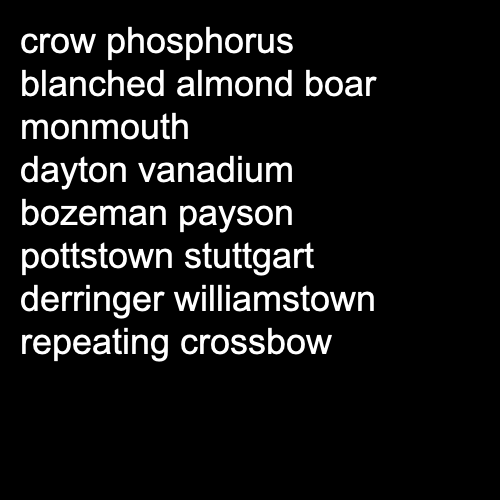 crow phosphorus
blanched almond boar
monmouth
dayton vanadium
bozeman payson
pottstown stuttgart
derringer williamstown
repeating crossbow